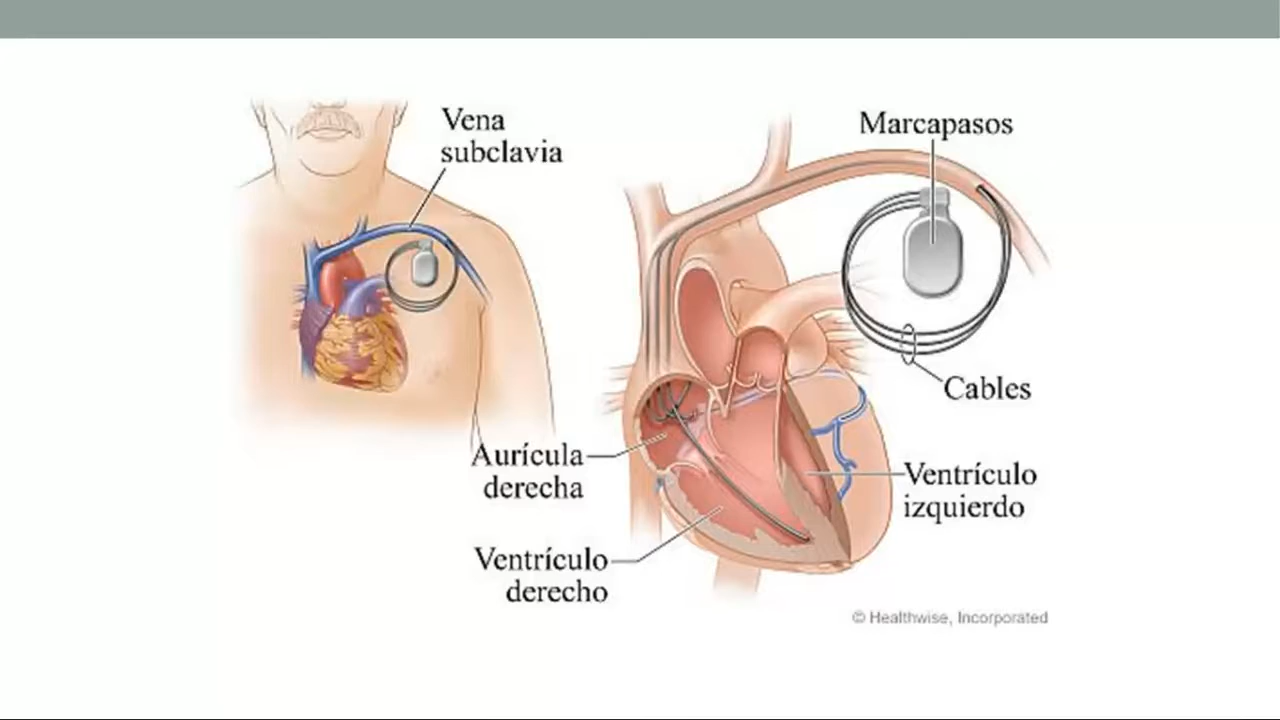 Vena
subclavia
Marcapasos
Cables
Aurícula
derecha
Ventrículo
izquierdo
Ventrículo
derecho
© Healthwise, Incorporated